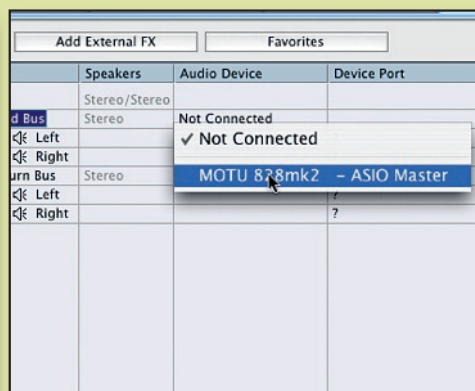 Add External FX Favorites
Speakers Audio Device Device Port
Stereo/Stereo
d Bus Stereo Not Connected
Left
✓ Not Connected
Right
urn Bus Stereo MOTU 828mk2 - ASIO Master
Left ?
Right ?